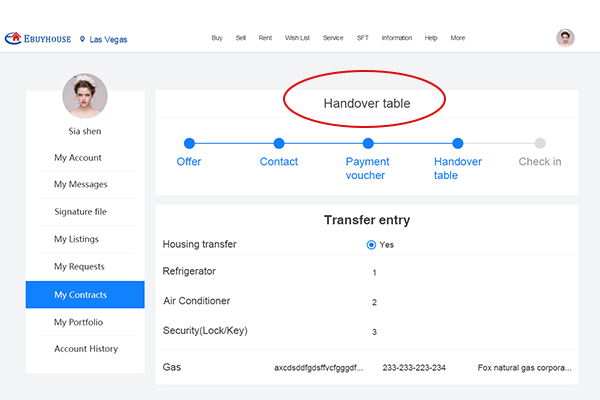 EBUYHOUSE Las Vegas Buy Sell Rent Wish List Service SFT Information Help More
Sia shen
My Account
My Messages
Signature file
My Listings
My Requests
My Contracts
My Portfolio
Account History
Handover table
Offer
Contact
Payment
voucher
Handover
table
Check in
Transfer entry
Housing transfer Yes
Refrigerator 1
Air Conditioner 2
Security(Lock/Key) 3
Gas axcdsddfgdsffvcfgggdf... 233-233-223-234 Fox natural gas corpora...